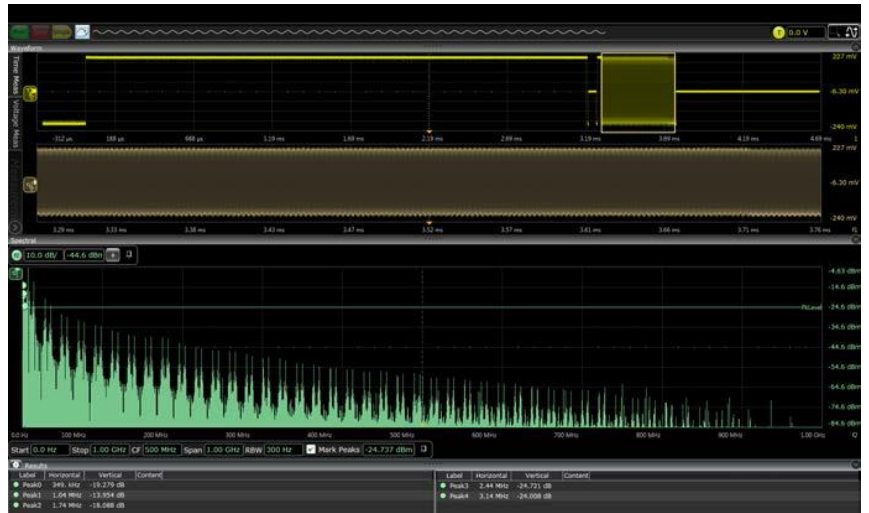 0.0 V
Waveform
Time Meas
Voltage Meas
227 mV
-6.30 mV
-240 mV
-312 µs 188 µs 688 µs 1.19 ms 1.69 ms 2.19 ms 2.69 ms 3.19 ms 3.69 ms 4.19 ms 4.69 ms
227 mV
-6.30 mV
-240 mV
3.29 ms 3.33 ms 3.38 ms 3.43 ms 3.47 ms 3.52 ms 3.57 ms 3.61 ms 3.66 ms 3.71 ms 3.76 ms f1
Spectral
10.0 dB/ -44.6 dBm
-4.63 dBm
-14.6 dBm
PkLevel -24.6 dBm
-34.6 dBm
-44.6 dBm
-54.6 dBm
-64.6 dBm
-74.6 dBm
-84.6 dBm
0.0 Hz 100 MHz 200 MHz 300 MHz 400 MHz 500 MHz 600 MHz 700 MHz 800 MHz 900 MHz 1.00 GHz f2
Start 0.0 Hz Stop 1.00 GHz CF 500 MHz Span 1.00 GHz RBW 300 Hz Mark Peaks -24.737 dBm
Results
Label Horizontal Vertical Content Label Horizontal Vertical Content
Peak0 349. kHz -19.279 dB Peak3 2.44 MHz -24.721 dB
Peak1 1.04 MHz -13.954 dB Peak4 3.14 MHz -24.008 dB
Peak2 1.74 MHz -18.088 dB